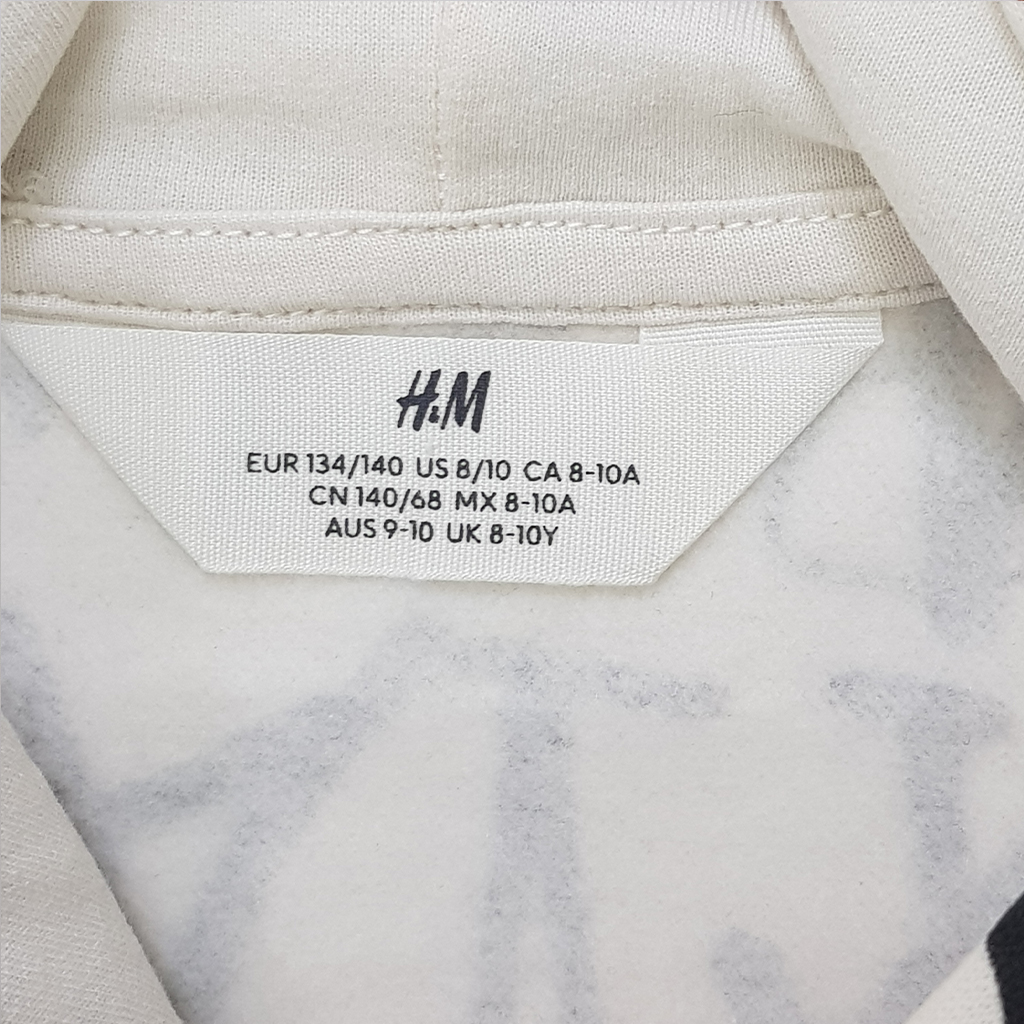 H&M
EUR 134/140 US 8/10 CA 8-10A
CN 140/68 MX 8-10A
AUS 9-10 UK 8-10Y